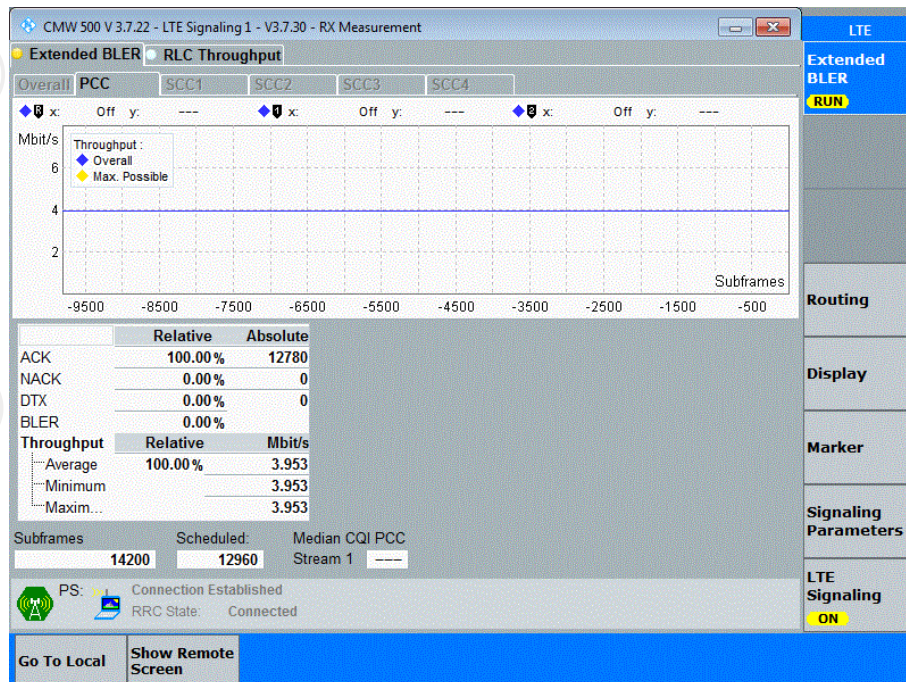 CMW 500 V 3.7.22 - LTE Signaling 1 - V3.7.30 - RX Measurement
LTE
Extended BLER RLC Throughput
Extended BLER
RUN
Overall PCC SCC1 SCC2 SCC3 SCC4
R x: Off y: --- 1 x: Off y: --- 2 x: Off y: ---
Mbit/s
Throughput :
Overall
Max. Possible
6
4
2
Subframes
-9500 -8500 -7500 -6500 -5500 -4500 -3500 -2500 -1500 -500
Routing
Relative Absolute
ACK 100.00 % 12780
NACK 0.00 % 0
DTX 0.00 % 0
BLER 0.00 %
Display
Throughput Relative Mbit/s
Average 100.00 % 3.953
Minimum 3.953
Maxim... 3.953
Marker
Subframes Scheduled: Median CQI PCC
14200 12960 Stream 1 ---
Signaling Parameters
PS: Connection Established
RRC State: Connected
LTE Signaling
ON
Go To Local Show Remote Screen